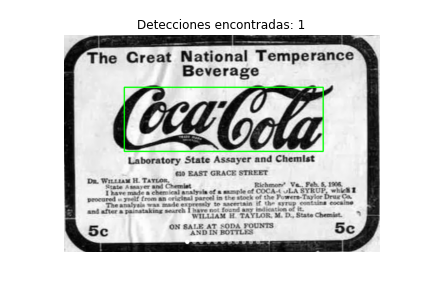 Detecciones encontradas: 1
The Great National Temperance
Beverage
Coca-Cola
Laboratory State Assayer and Chemist
619 EAST GRACE STREET
DR. WILLIAM H. TAYLOR,
State Assayer and Chemist Richmond Va., Feb. 5, 1906.
I have made a chemical analysis of a sample of COCA-COLA SYRUP, which I
procured myself from an original parcel in the stock of the Powers-Taylor Drug Co.
The analysis was made expressly to ascertain if the syrup contains cocaine
and after a painstaking search I have not found any indication of it.
WILLIAM H. TAYLOR, M. D., State Chemist.
5c ON SALE AT SODA FOUNTS 5c
AND IN BOTTLES